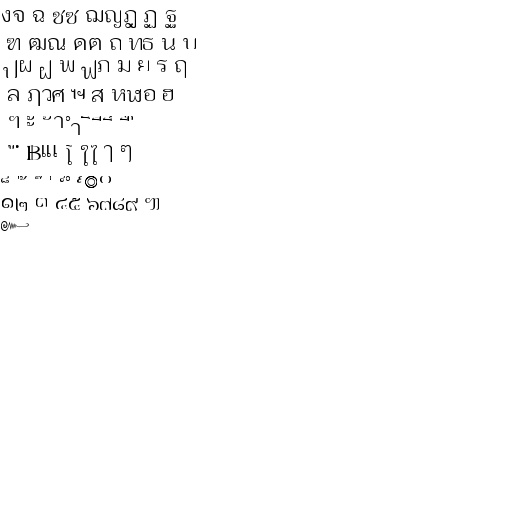 งจ ฉ ชซ ฌญฎ ฏ ฐ
ฑ ฒณ ดต ถ ทธ น บ
ปผ ฝ พ ฟภ ม ย ร ฤ
ล ฦวศ ษ ส หฬอ ฮ
ฯ ะ ั า ำ ิ ี ึ ื
ุ ู ฿เแ โ ใไ ๅ ๆ
็ ่ ้ ๊ ๋ ์ ํ ๎ ๏ ๐
๑๒ ๓ ๔๕ ๖๗๘๙ ๚
๛